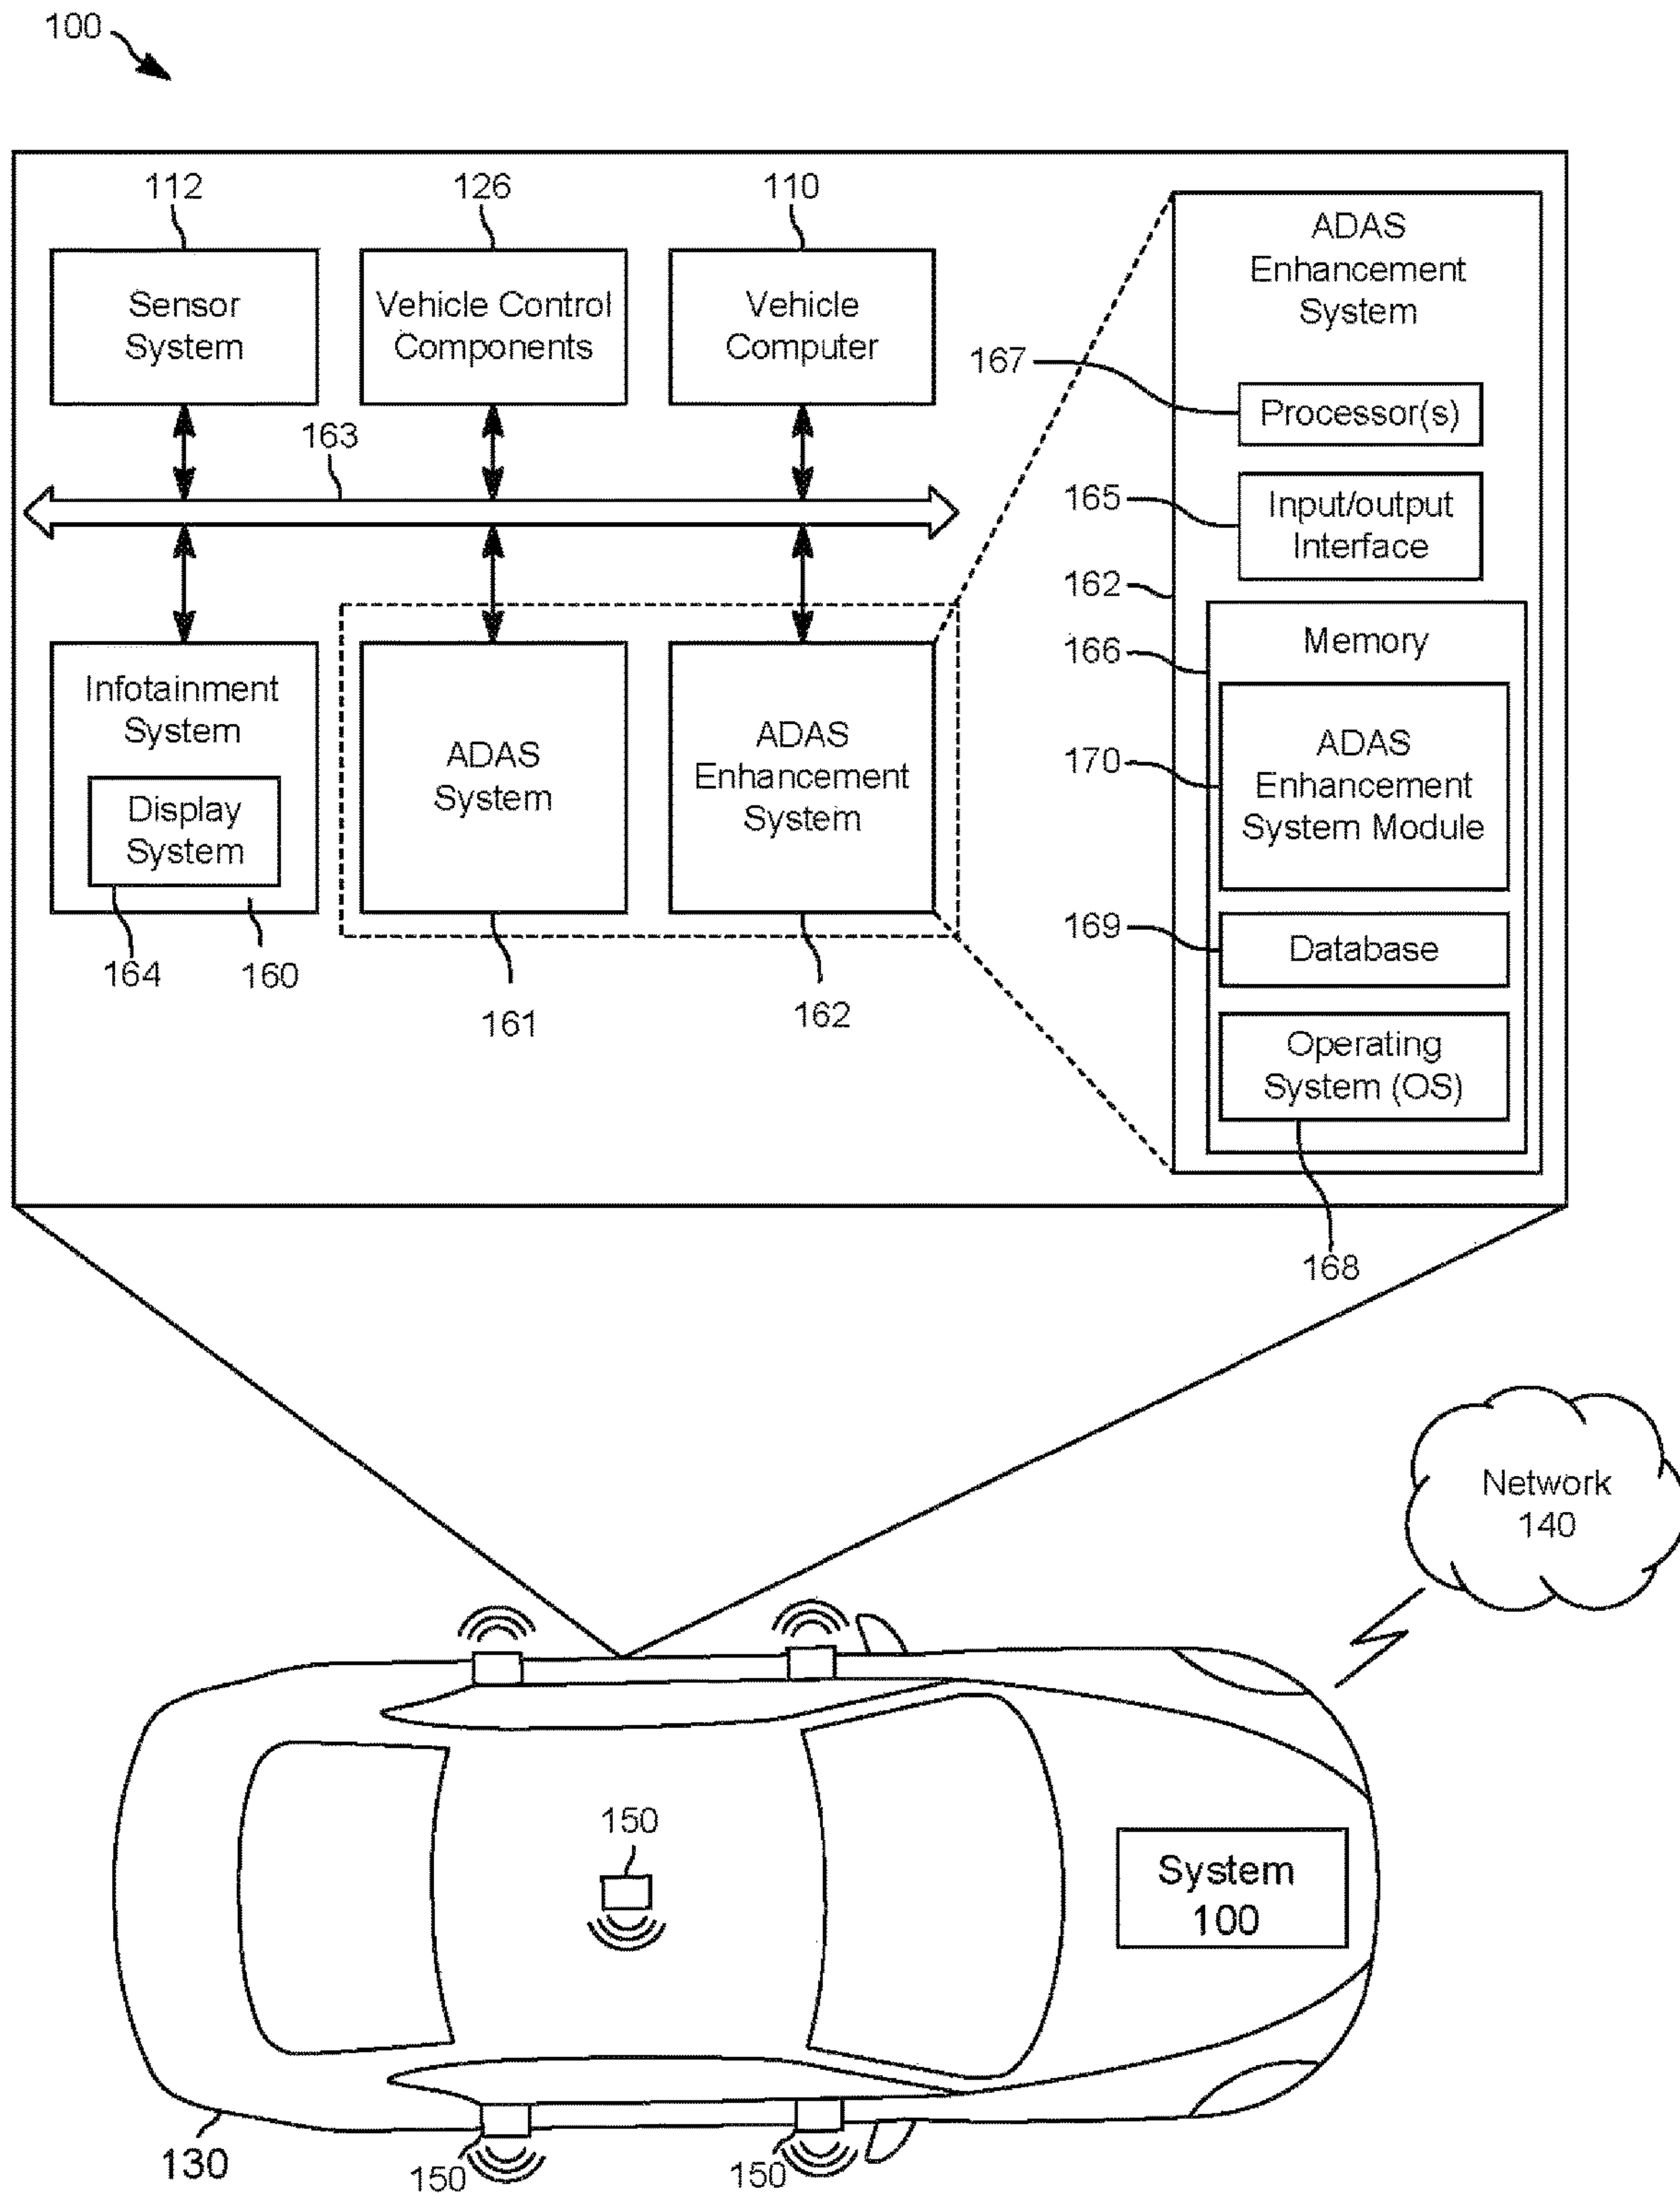 100
112
126
110
Sensor
System
Vehicle Control
Components
Vehicle
Computer
163
Infotainment
System
Display
System
164
160
ADAS
System
161
ADAS
Enhancement
System
162
ADAS
Enhancement
System
167
Processor(s)
165
Input/output
Interface
162
166
Memory
170
ADAS
Enhancement
System Module
169
Database
Operating
System (OS)
168
Network
140
150
System
100
130
150
150